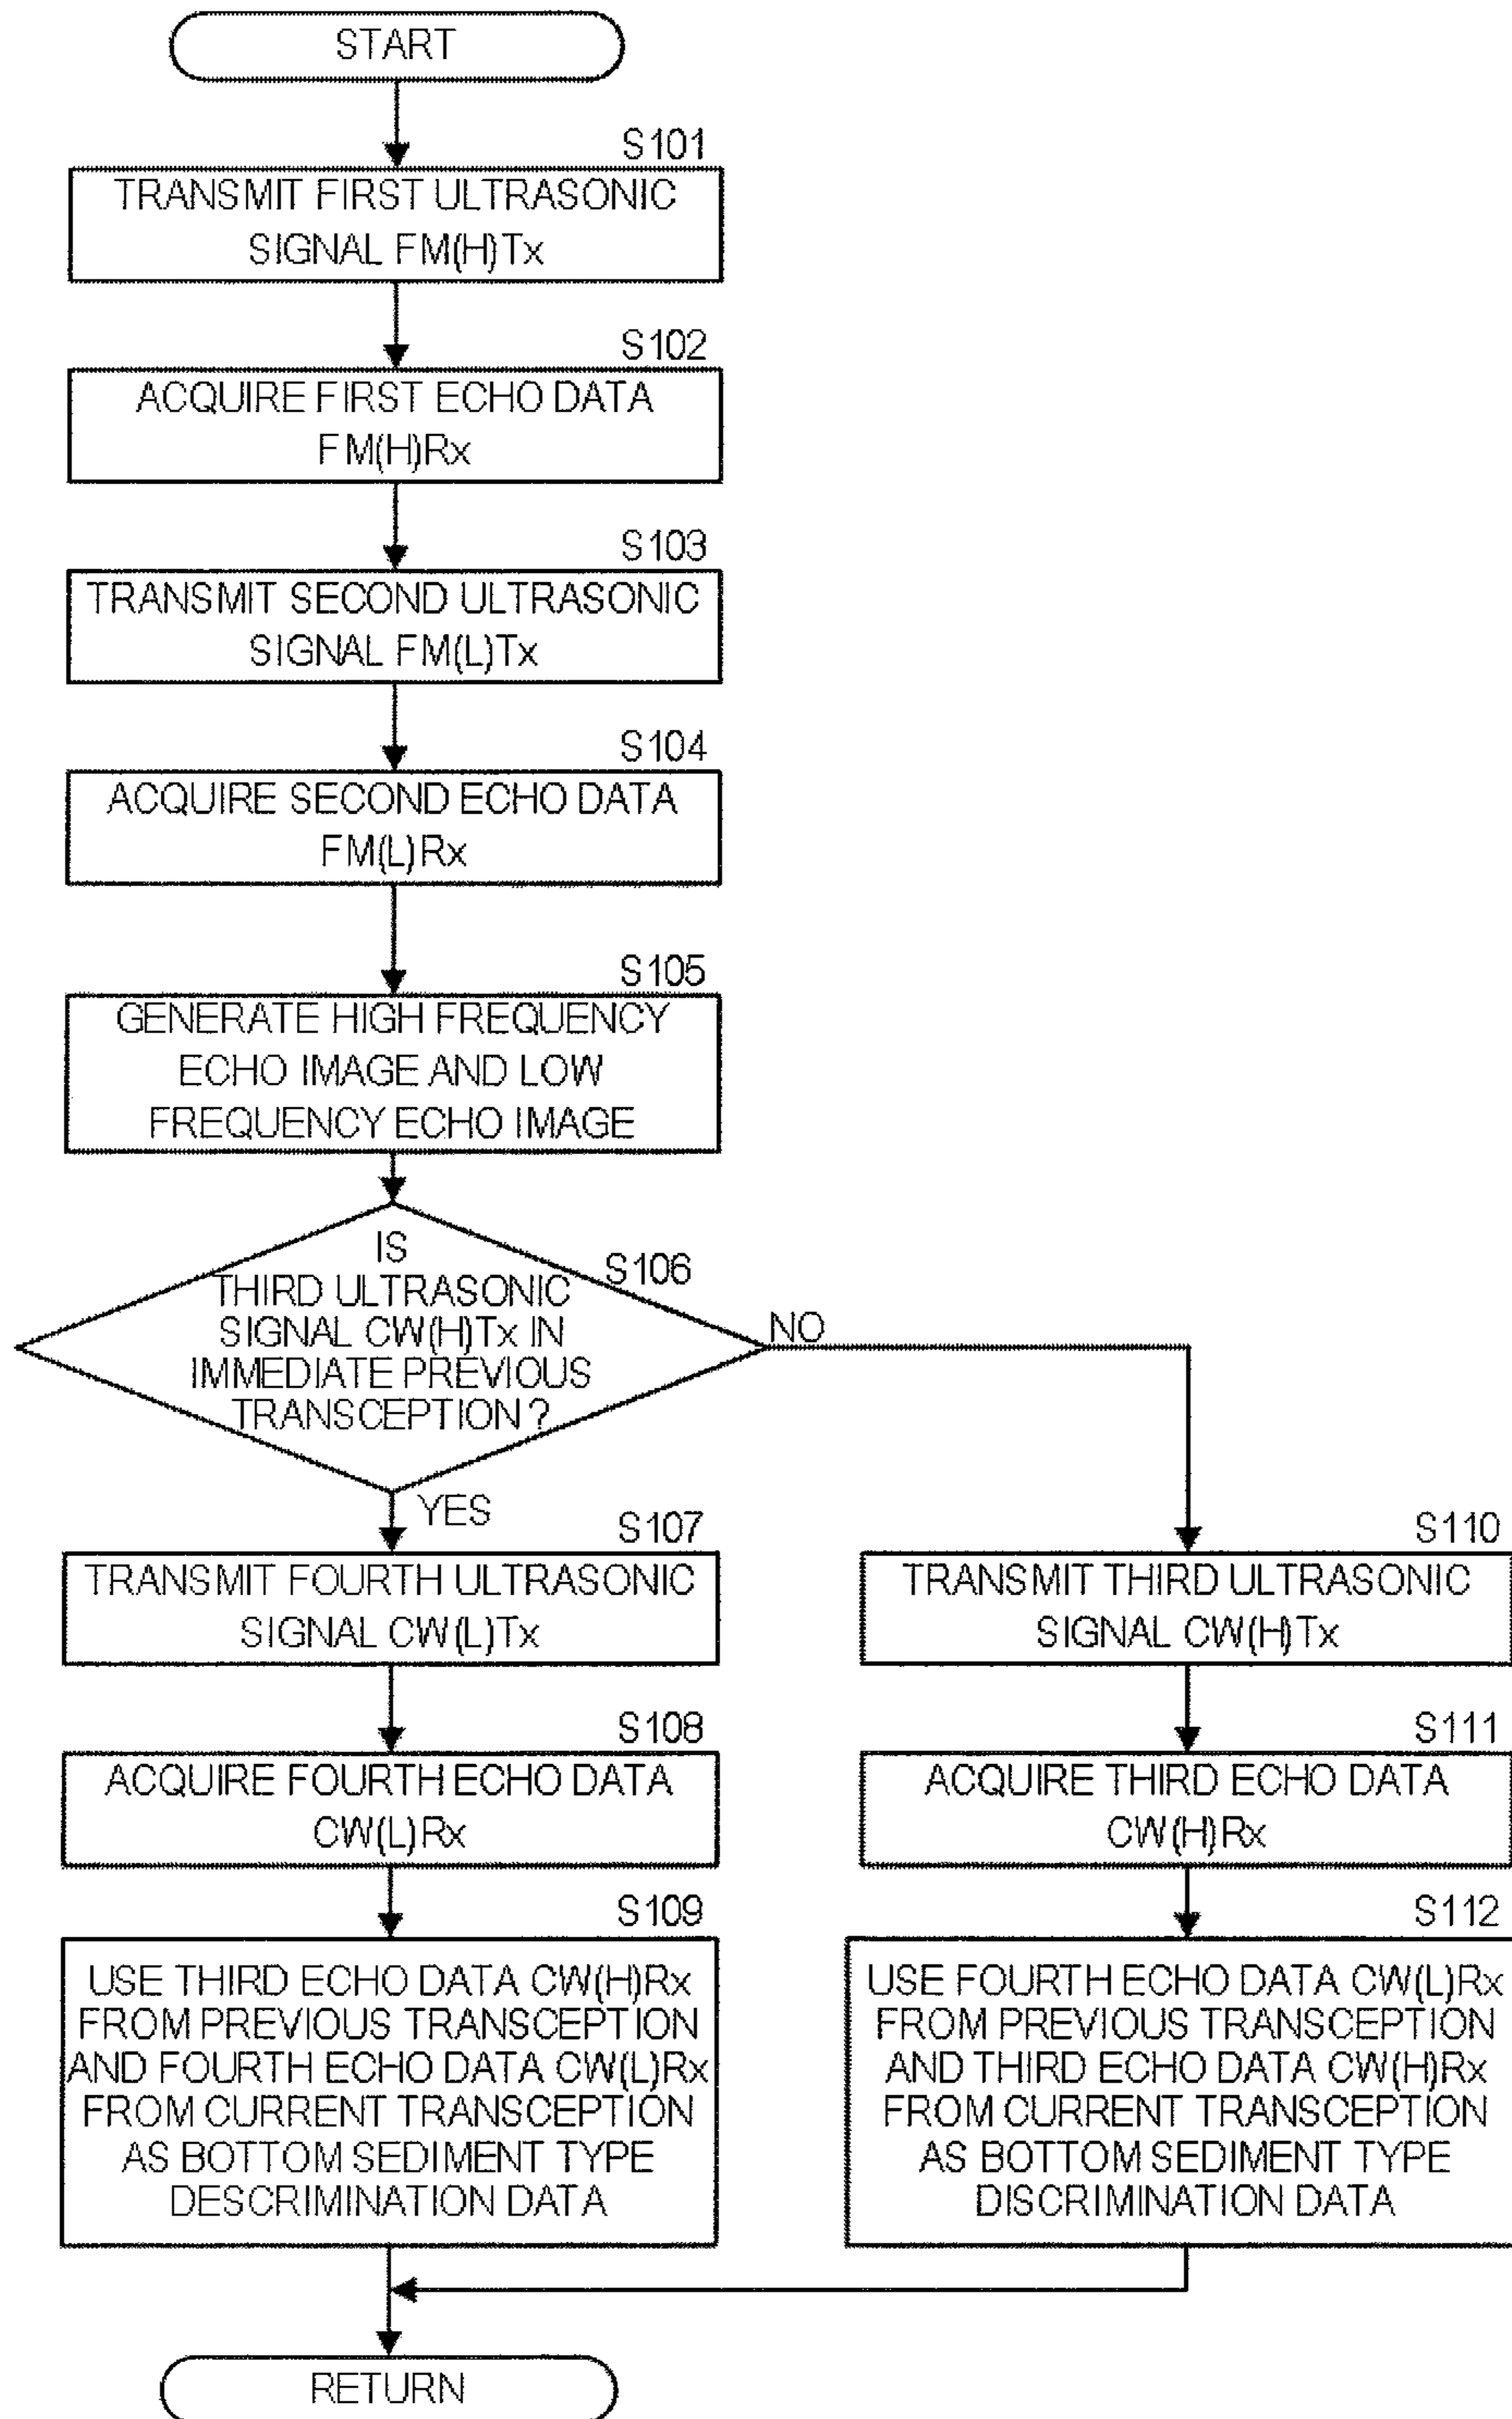 START
S101
TRANSMIT FIRST ULTRASONIC
SIGNAL FM(H)Tx
S102
ACQUIRE FIRST ECHO DATA
FM(H)Rx
S103
TRANSMIT SECOND ULTRASONIC
SIGNAL FM(L)Tx
S104
ACQUIRE SECOND ECHO DATA
FM(L)Rx
S105
GENERATE HIGH FREQUENCY
ECHO IMAGE AND LOW
FREQUENCY ECHO IMAGE
S106
IS
THIRD ULTRASONIC
SIGNAL CW(H)Tx IN
IMMEDIATE PREVIOUS
TRANSCEPTION?
NO
YES
S107
TRANSMIT FOURTH ULTRASONIC
SIGNAL CW(L)Tx
S108
ACQUIRE FOURTH ECHO DATA
CW(L)Rx
S109
USE THIRD ECHO DATA CW(H)Rx
FROM PREVIOUS TRANSCEPTION
AND FOURTH ECHO DATA CW(L)Rx
FROM CURRENT TRANSCEPTION
AS BOTTOM SEDIMENT TYPE
DESCRIMINATION DATA
S110
TRANSMIT THIRD ULTRASONIC
SIGNAL CW(H)Tx
S111
ACQUIRE THIRD ECHO DATA
CW(H)Rx
S112
USE FOURTH ECHO DATA CW(L)Rx
FROM PREVIOUS TRANSCEPTION
AND THIRD ECHO DATA CW(H)Rx
FROM CURRENT TRANSCEPTION
AS BOTTOM SEDIMENT TYPE
DISCRIMINATION DATA
RETURN